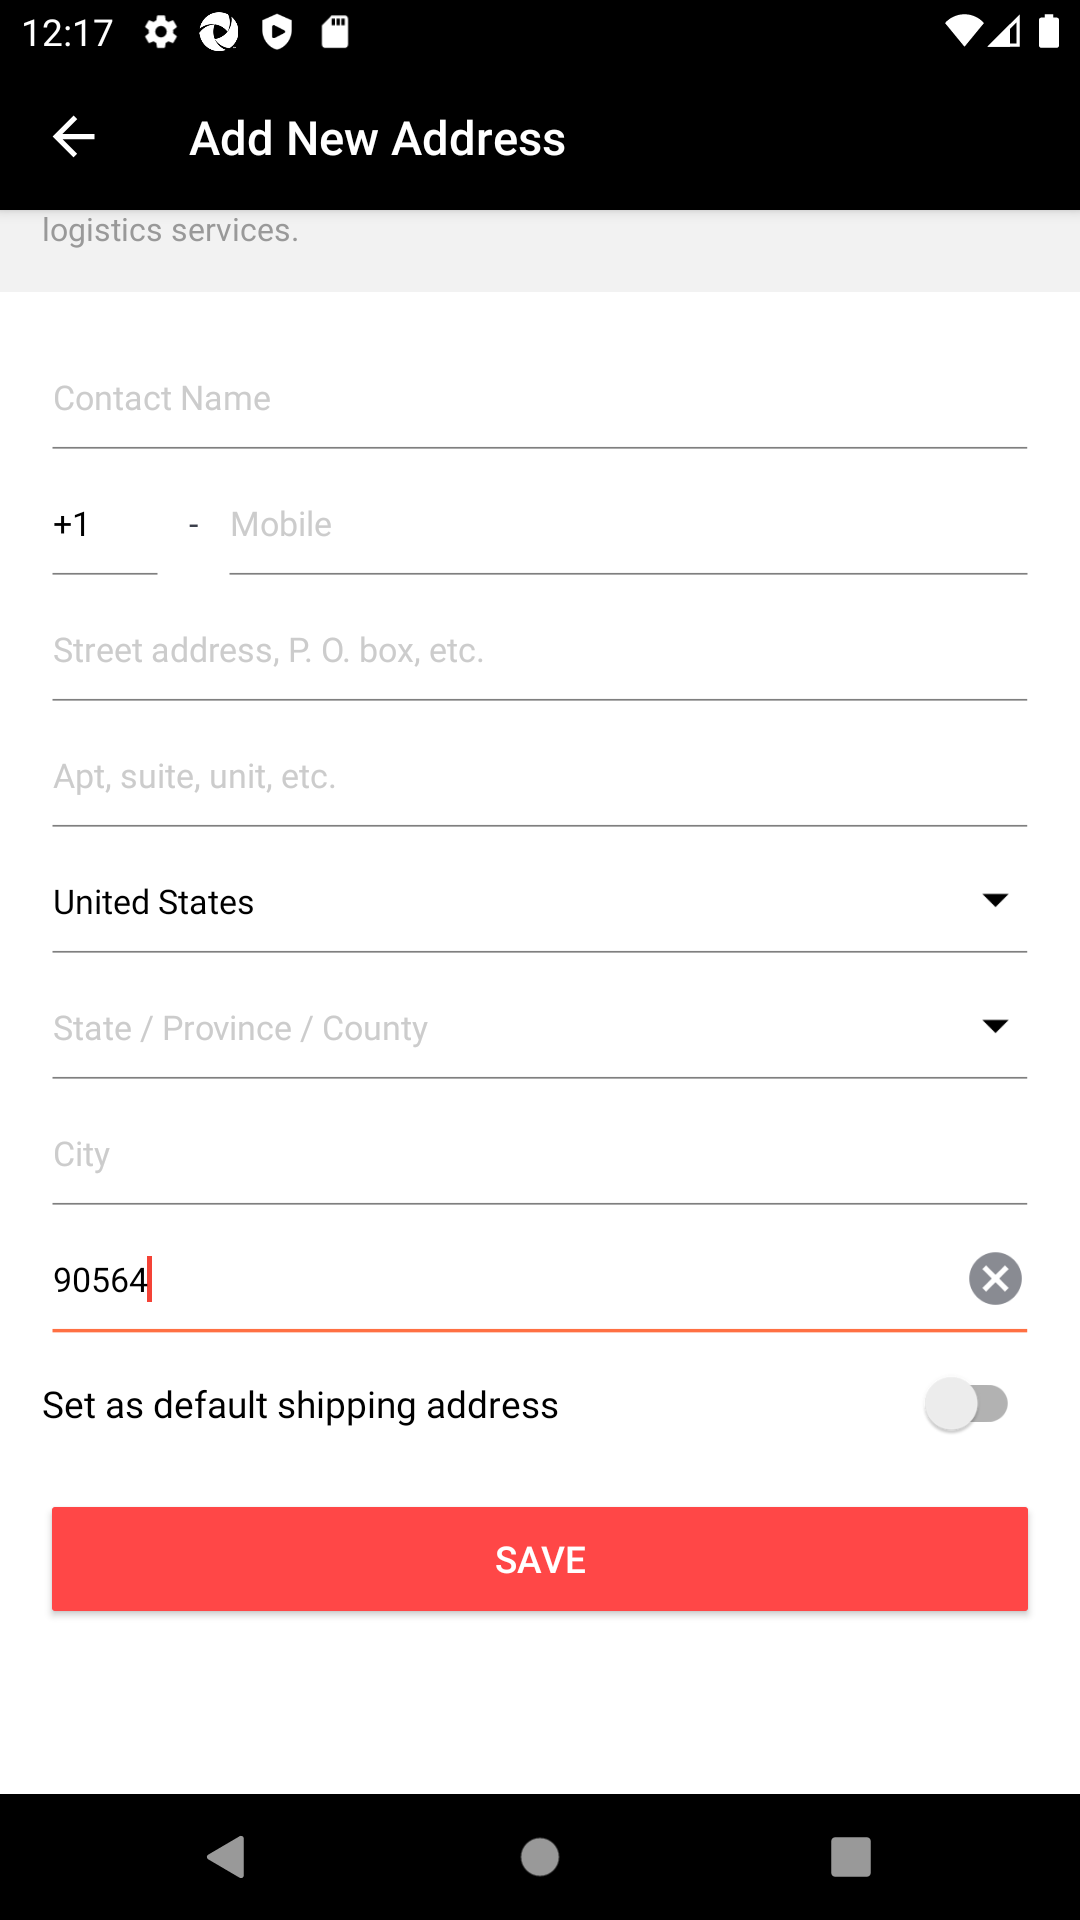 12:17
Add New Address
logistics services.
Contact Name
+1 - Mobile
Street address, P. O. box, etc.
Apt, suite, unit, etc.
United States
State / Province / County
City
90564
Set as default shipping address
SAVE